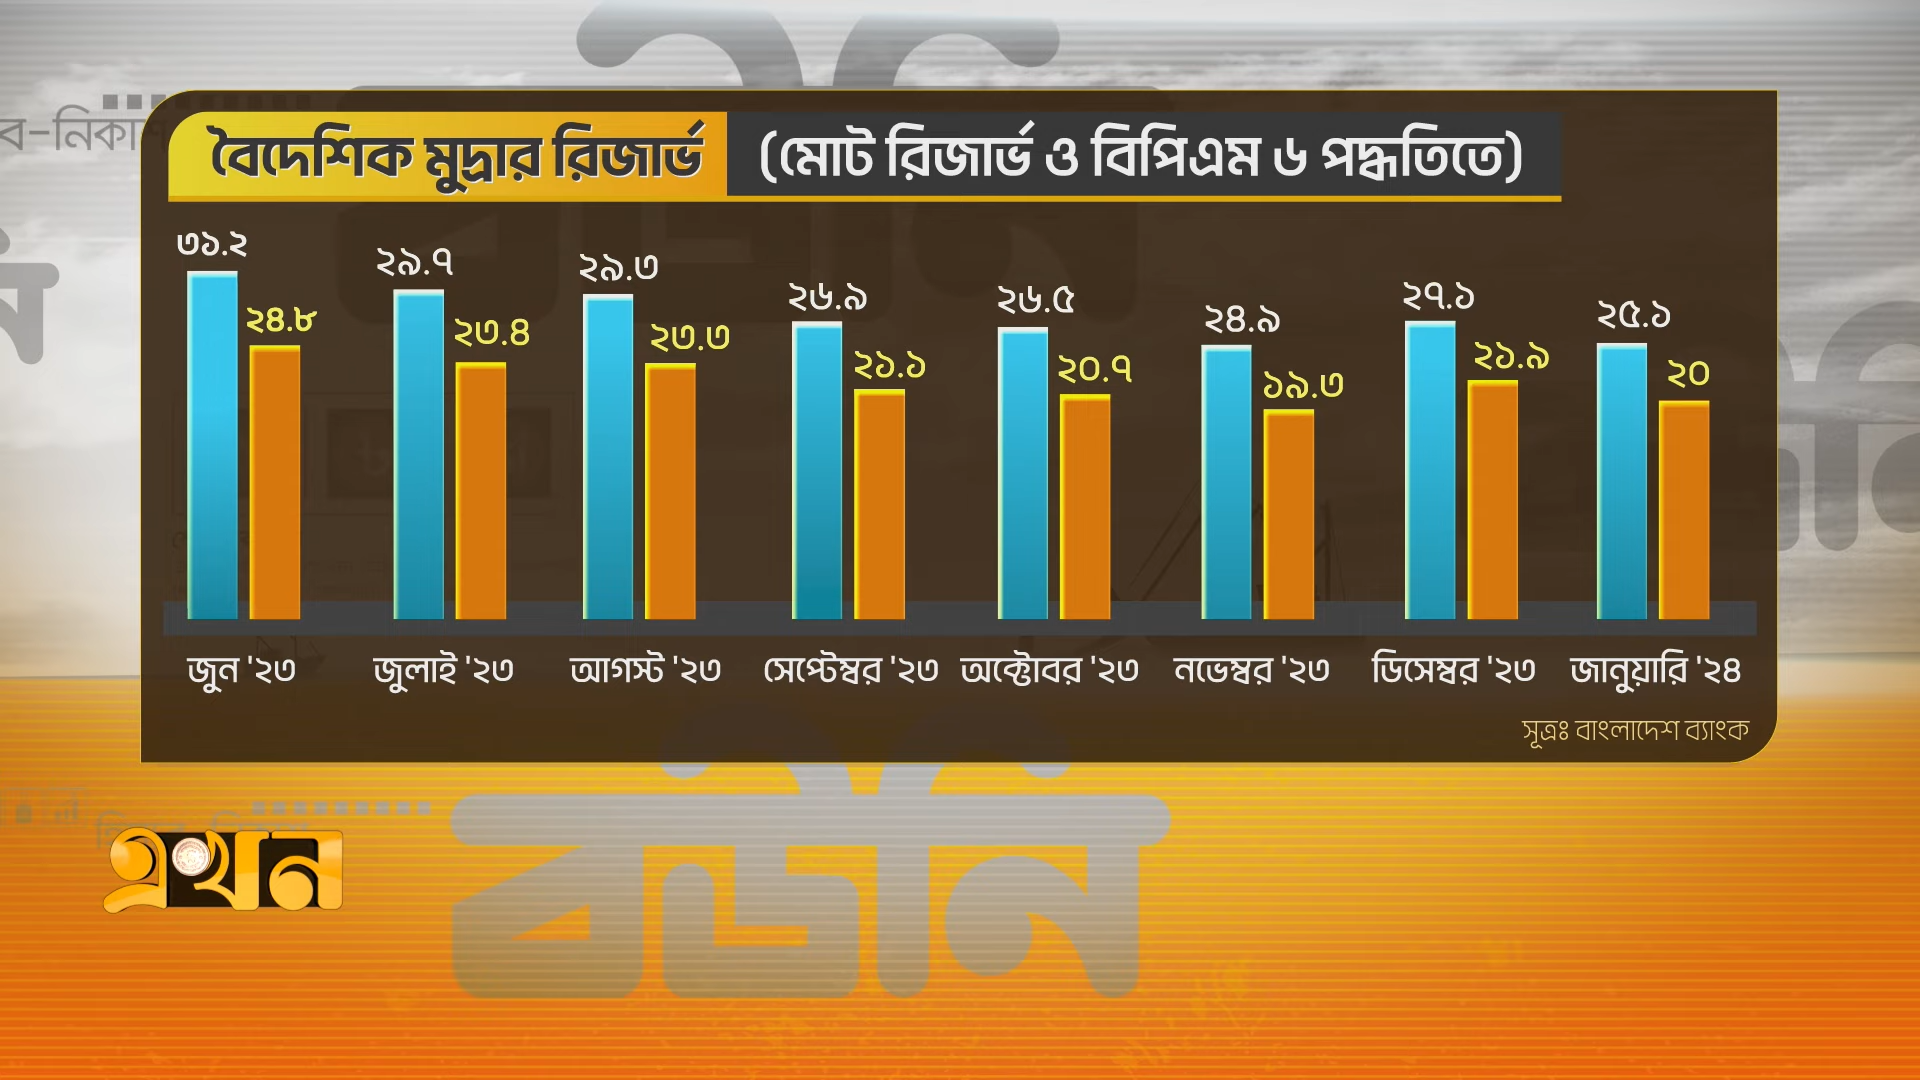 বৈদেশিক মুদ্রার রিজার্ভ (মোট রিজার্ভ ও বিপিএম ৬ পদ্ধতিতে)
৩১.২ ২৪.৮ ২৯.৭ ২৩.৪ ২৯.৩ ২৩.৩ ২৬.৯ ২১.১ ২৬.৫ ২০.৭ ২৪.৯ ১৯.৩ ২৭.১ ২১.৯ ২৫.১ ২০
জুন '২৩ জুলাই '২৩ আগস্ট '২৩ সেপ্টেম্বর '২৩ অক্টোবর '২৩ নভেম্বর '২৩ ডিসেম্বর '২৩ জানুয়ারি '২৪
সূত্রঃ বাংলাদেশ ব্যাংক
এখন